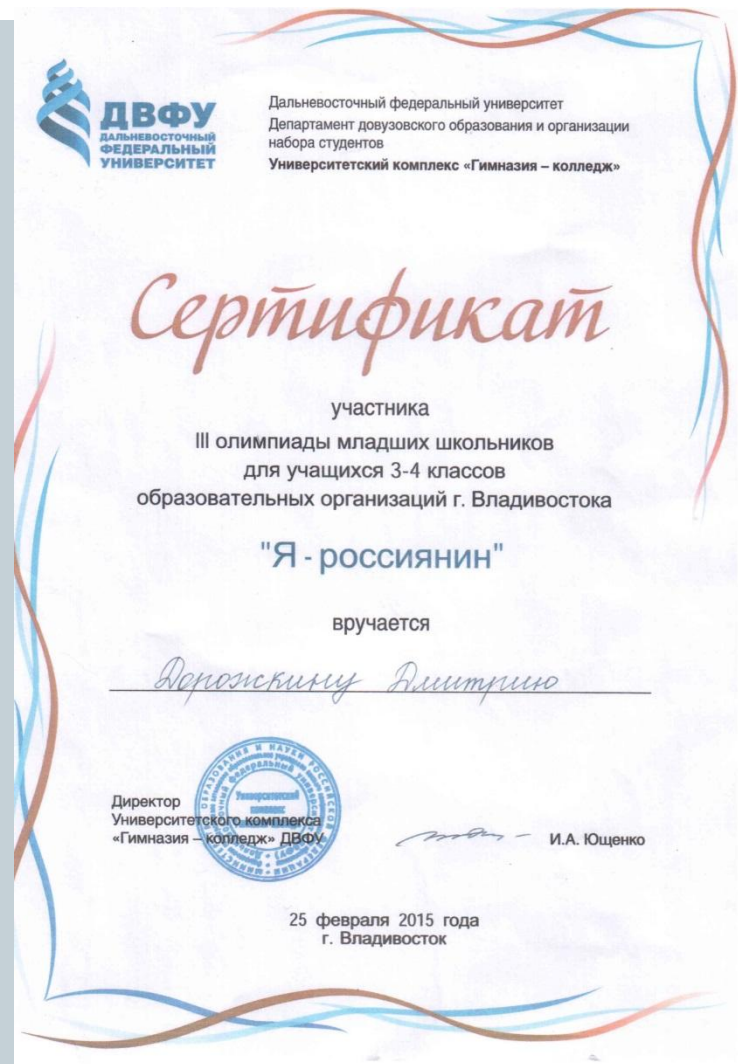 ДВФУ
ДАЛЬНЕВОСТОЧНЫЙ
ФЕДЕРАЛЬНЫЙ
УНИВЕРСИТЕТ
Дальневосточный федеральный университет
Департамент довузовского образования и организации
набора студентов
Университетский комплекс «Гимназия – колледж»
Сертификат
участника
III олимпиады младших школьников
для учащихся 3-4 классов
образовательных организаций г. Владивостока
"Я - россиянин"
вручается
Дорожкину Дмитрию
Директор
Университетского комплекса
«Гимназия – колледж» ДВФУ
И.А. Ющенко
Университетский
комплекс
25 февраля 2015 года
г. Владивосток